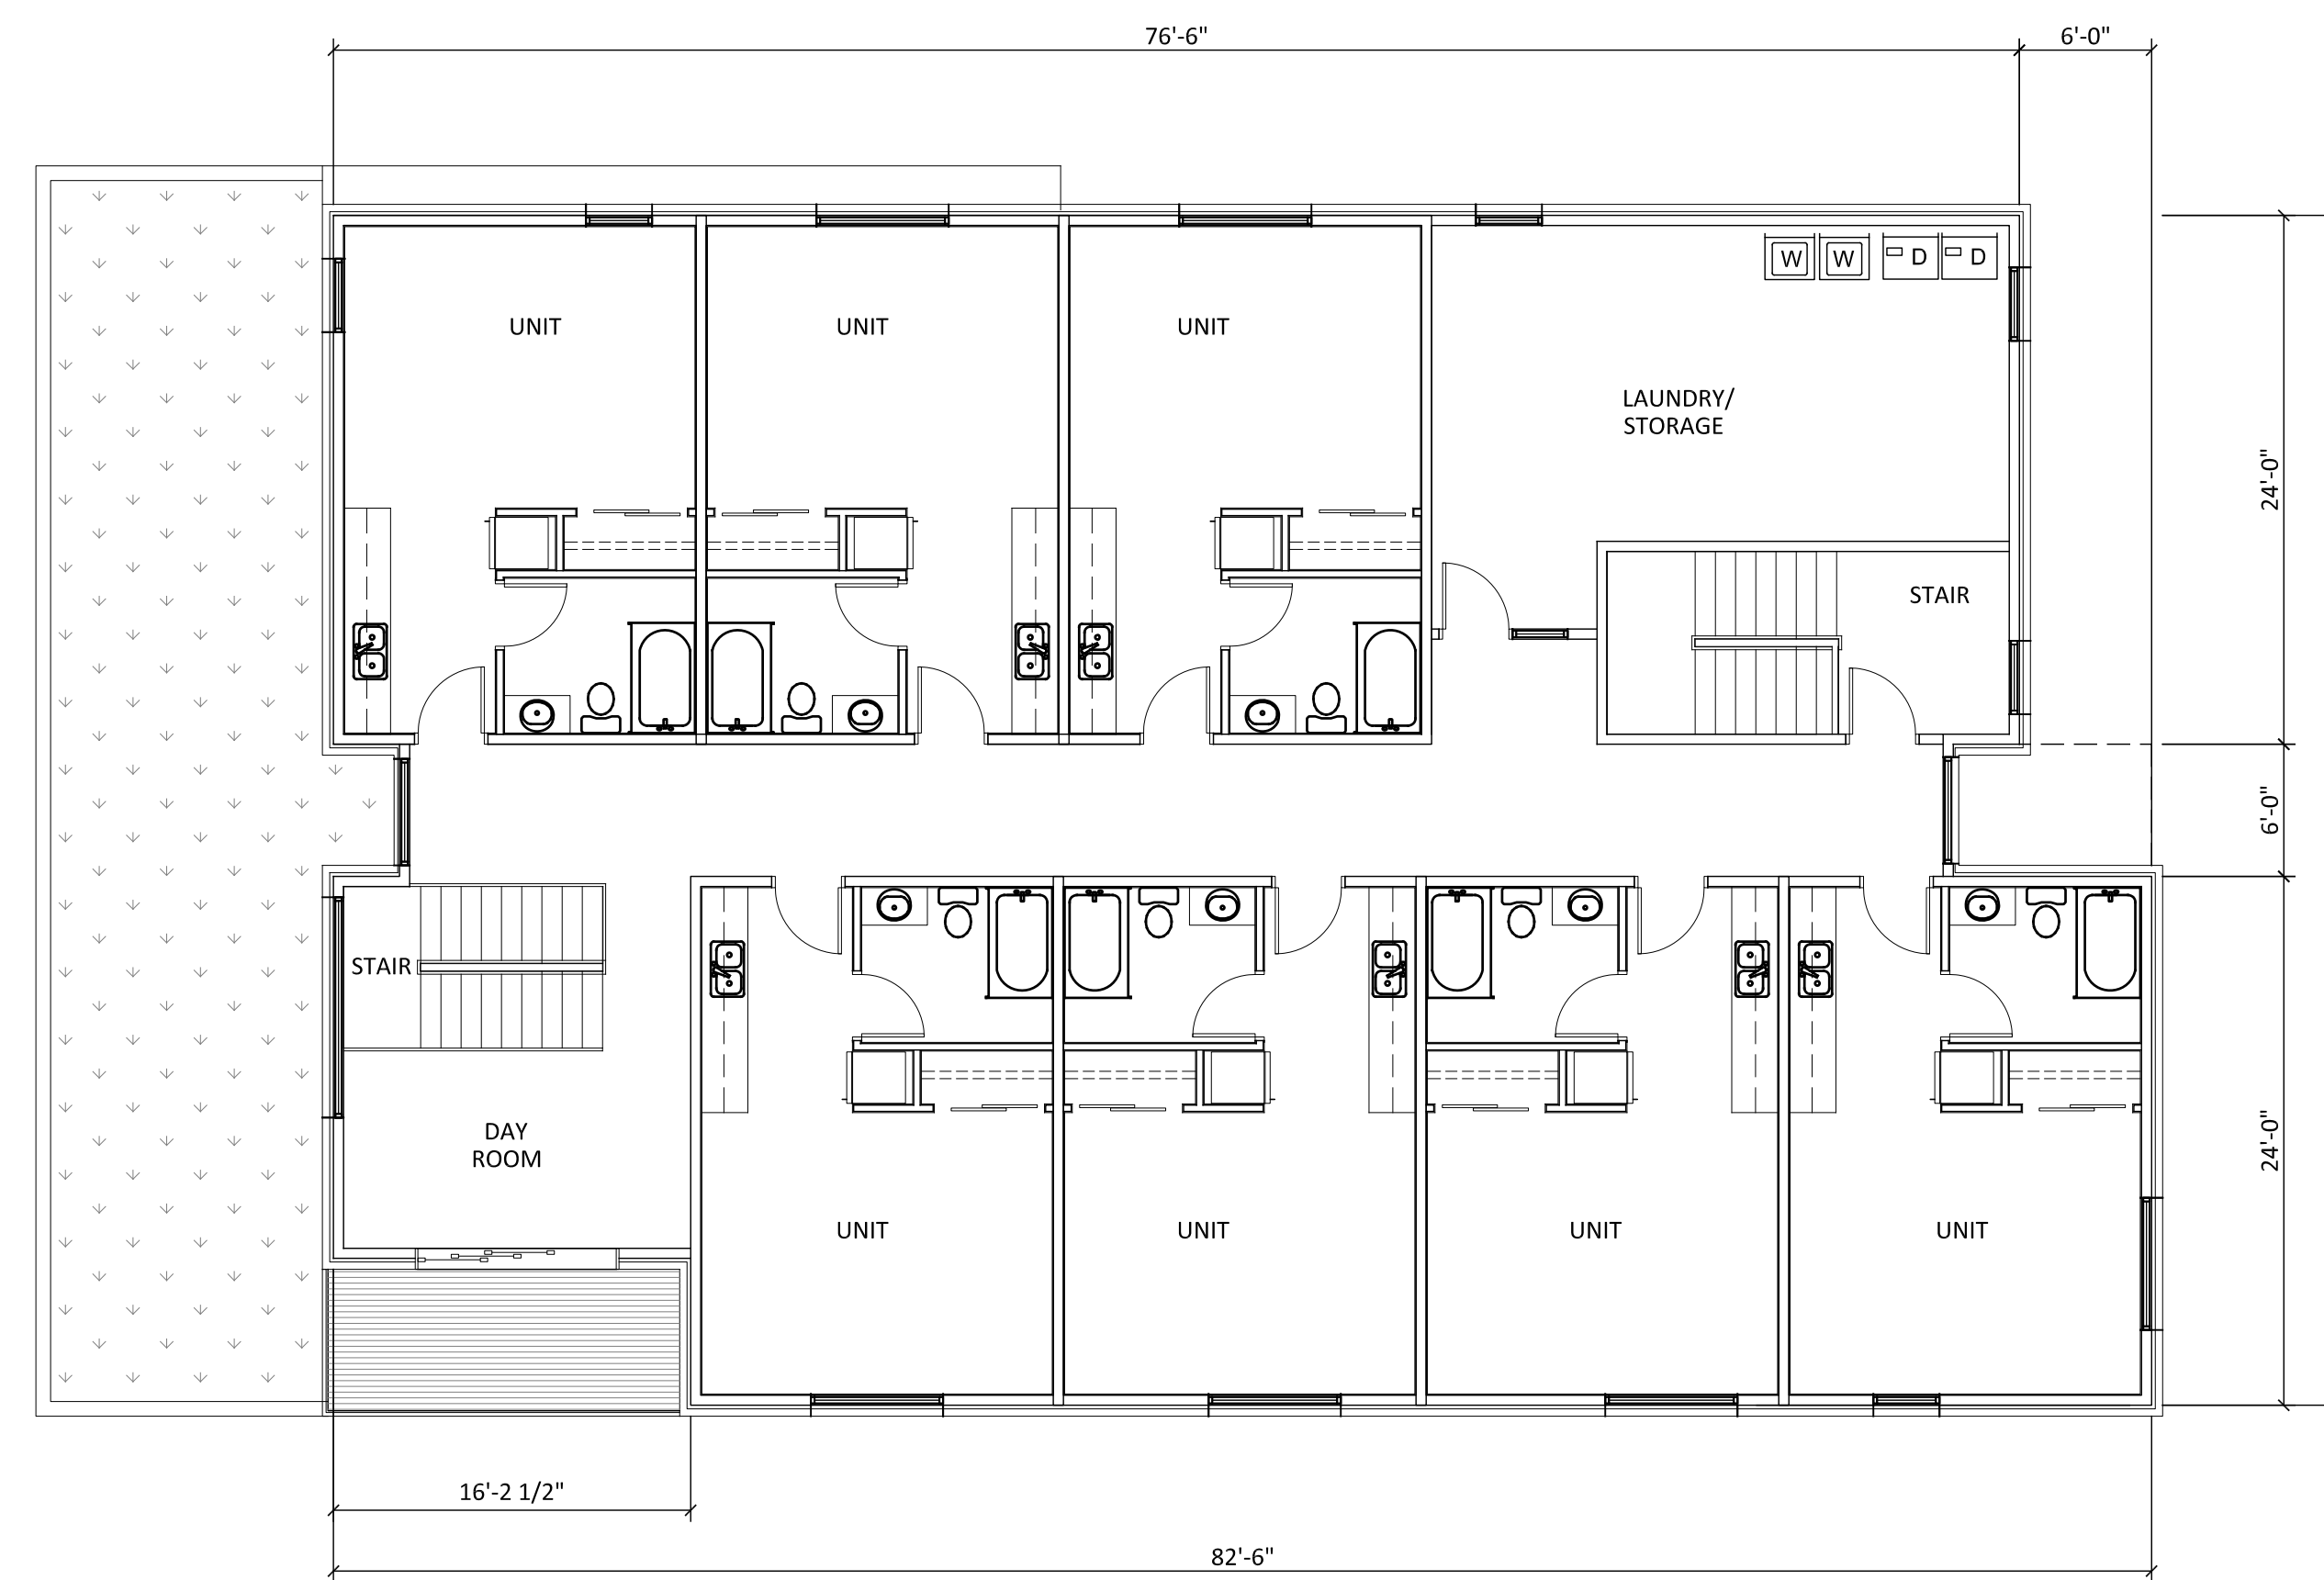 76'-6"
6'-0"
W W D D
UNIT
UNIT
UNIT
LAUNDRY/
STORAGE
24'-0"
STAIR
6'-0"
STAIR
DAY
ROOM
24'-0"
UNIT
UNIT
UNIT
UNIT
16'-2 1/2"
82'-6"